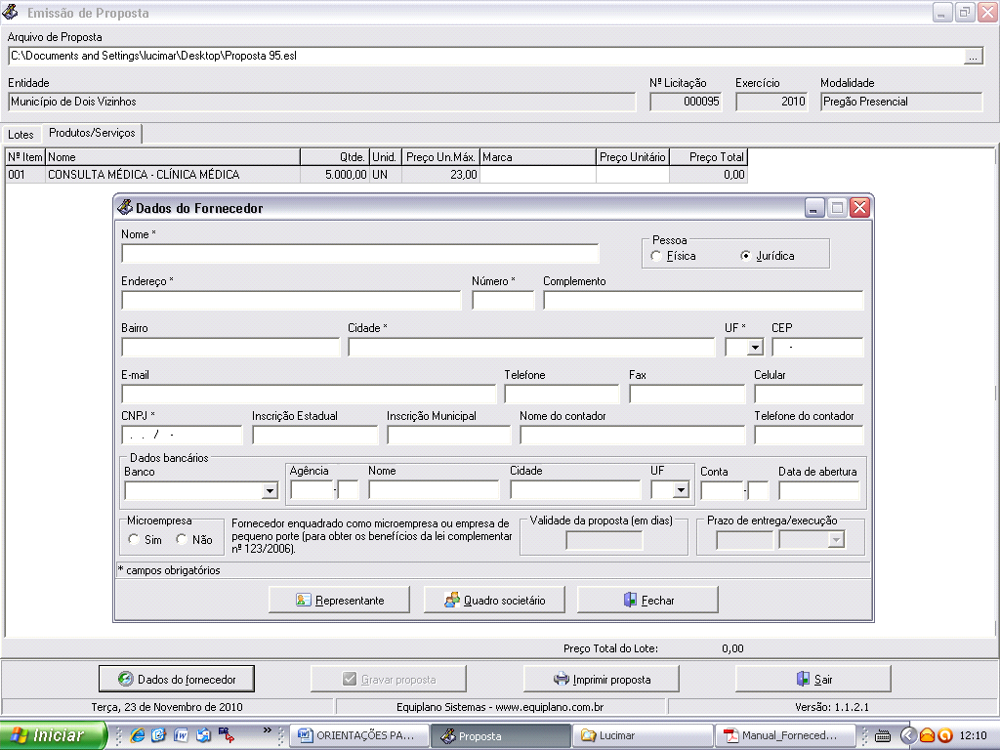 Emissão de Proposta
Arquivo de Proposta
C:\Documents and Settings\lucimar\Desktop\Proposta 95.esl
...
Entidade Nº Licitação Exercício Modalidade
Município de Dois Vizinhos 000095 2010 Pregão Presencial
Lotes Produtos/Serviços
Nº Item Nome Qtde. Unid. Preço Un.Máx. Marca Preço Unitário Preço Total
001 CONSULTA MÉDICA - CLÍNICA MÉDICA 5.000,00 UN 23,00 0,00
Dados do Fornecedor
Nome *
Pessoa
Física Jurídica
Endereço * Número * Complemento
Bairro Cidade * UF * CEP
-
E-mail Telefone Fax Celular
CNPJ * Inscrição Estadual Inscrição Municipal Nome do contador Telefone do contador
. . / -
Dados bancários
Banco Agência Nome Cidade UF Conta Data de abertura
- -
Microempresa
Sim Não
Fornecedor enquadrado como microempresa ou empresa de
pequeno porte (para obter os benefícios da lei complementar
nº 123/2006).
Validade da proposta (em dias) Prazo de entrega/execução
* campos obrigatórios
Representante Quadro societário Fechar
Preço Total do Lote: 0,00
Dados do fornecedor Gravar proposta Imprimir proposta Sair
Terça, 23 de Novembro de 2010 Equiplano Sistemas - www.equiplano.com.br Versão: 1.1.2.1
Iniciar » ORIENTAÇÕES PA... Proposta Lucimar Manual_Forneced... 12:10